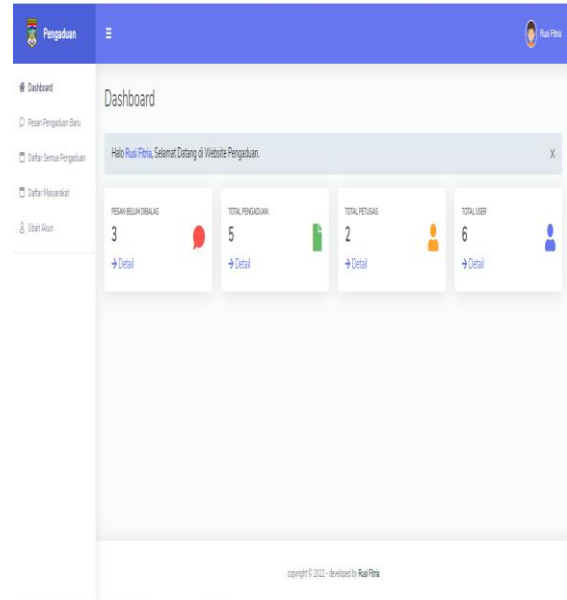 Pengaduan
Rusi Fitria
Dashboard
Pesan Pengaduan Baru
Daftar Semua Pengaduan
Daftar Masyarakat
Ubah Akun
Dashboard
Halo Rusi Fitria, Selamat Datang di Website Pengaduan.
X
PESAN BELUM DIBALAS
3
→ Detail
TOTAL PENGADUAN
5
→ Detail
TOTAL PETUGAS
2
→ Detail
TOTAL USER
6
→ Detail
copyright © 2022 - developed by Rusi Fitria